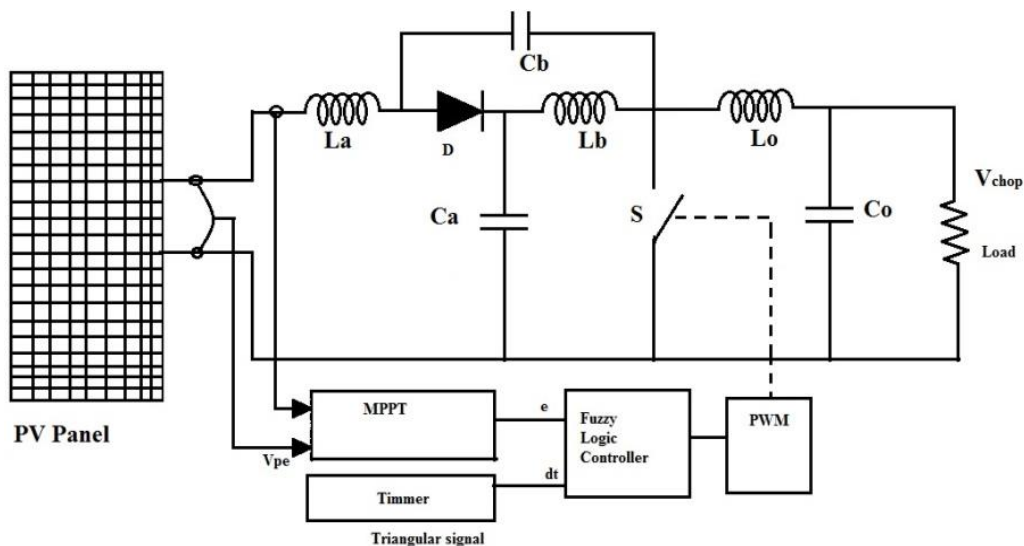 Cb
La
D
Lb
Lo
Ca
S
Co
Vchop
Load
PV Panel
MPPT
e
Fuzzy
Logic
Controller
PWM
Vpe
Timmer
dt
Triangular signal